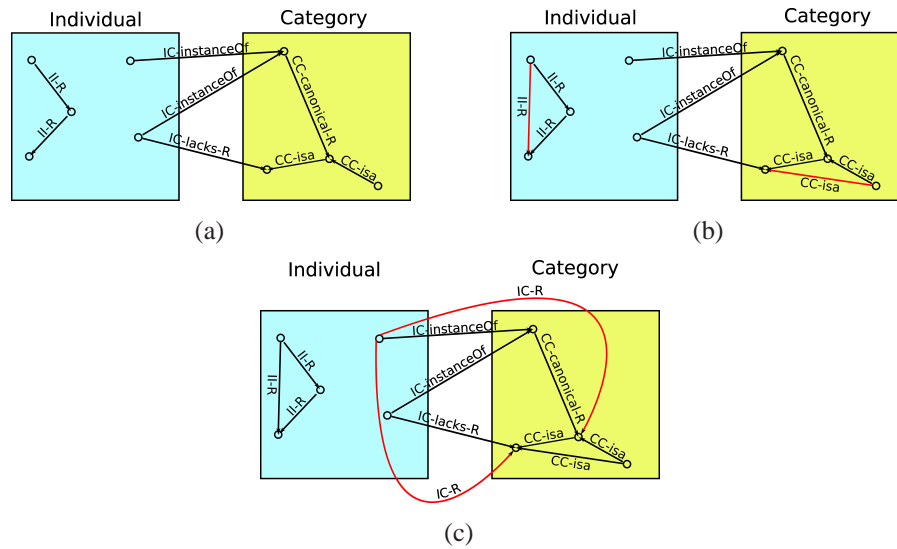 Individual
Category
IC-instanceOf
II-R
IC-instanceOf
CC-canonical-R
II-R
IC-lacks-R
CC-isa
CC-isa
(a)
Individual
Category
IC-instanceOf
II-R
II-R
IC-instanceOf
CC-canonical-R
II-R
IC-lacks-R
CC-isa
CC-isa
CC-isa
(b)
Individual
Category
IC-R
IC-instanceOf
II-R
II-R
IC-instanceOf
CC-canonical-R
II-R
IC-lacks-R
CC-isa
CC-isa
CC-isa
IC-R
(c)